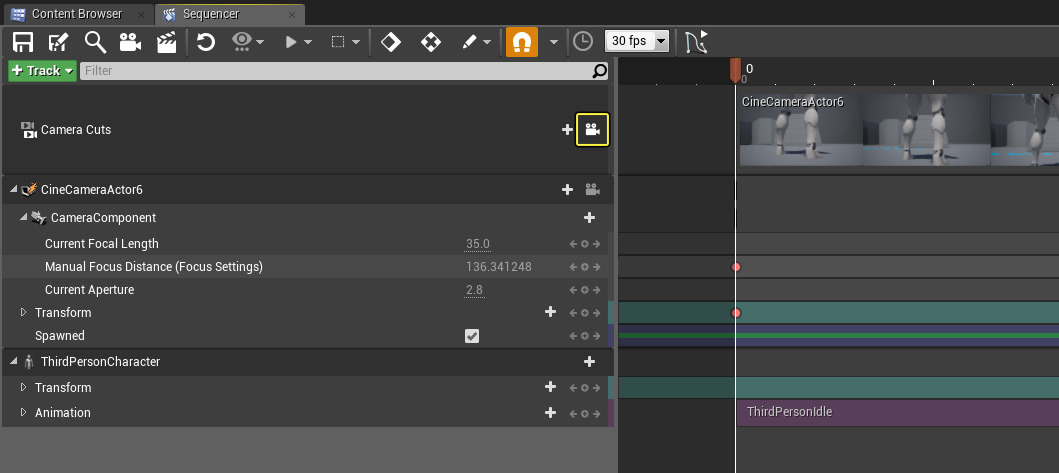 Content Browser
Sequencer
30 fps
Track
Filter
0
0
Camera Cuts
CineCameraActor6
CineCameraActor6
CameraComponent
Current Focal Length 35.0
Manual Focus Distance (Focus Settings) 136.341248
Current Aperture 2.8
Transform
Spawned
ThirdPersonCharacter
Transform
Animation
ThirdPersonIdle